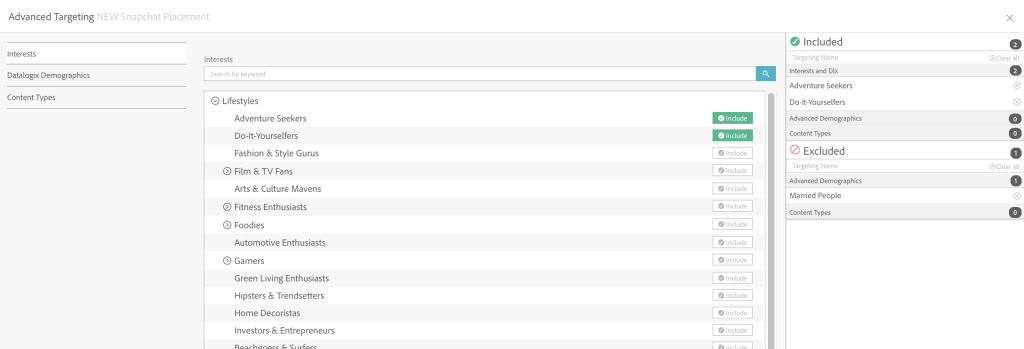 Advanced Targeting NEW Snapchat Placement
Interests
Datalogix Demographics
Content Types
Interests
Search by keyword
Lifestyles
Adventure Seekers Include
Do-It-Yourselfers Include
Fashion & Style Gurus Include
Film & TV Fans Include
Arts & Culture Mavens Include
Fitness Enthusiasts Include
Foodies Include
Automotive Enthusiasts Include
Gamers Include
Green Living Enthusiasts Include
Hipsters & Trendsetters Include
Home Decoristas Include
Investors & Entrepreneurs Include
Beachgoers & Surfers Include
Included 2
Targeting Name Clear all
Interests and Dlx 2
Adventure Seekers
Do-It-Yourselfers
Advanced Demographics 0
Content Types 0
Excluded 1
Targeting Name Clear all
Advanced Demographics 1
Married People
Content Types 0